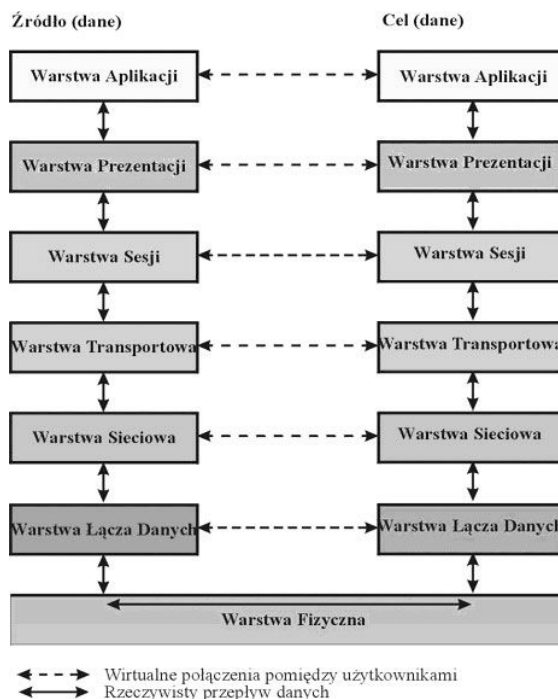 Źródło (dane) Cel (dane)
Warstwa Aplikacji Warstwa Aplikacji
Warstwa Prezentacji Warstwa Prezentacji
Warstwa Sesji Warstwa Sesji
Warstwa Transportowa Warstwa Transportowa
Warstwa Sieciowa Warstwa Sieciowa
Warstwa Łącza Danych Warstwa Łącza Danych
Warstwa Fizyczna
Wirtualne połączenia pomiędzy użytkownikami
Rzeczywisty przepływ danych